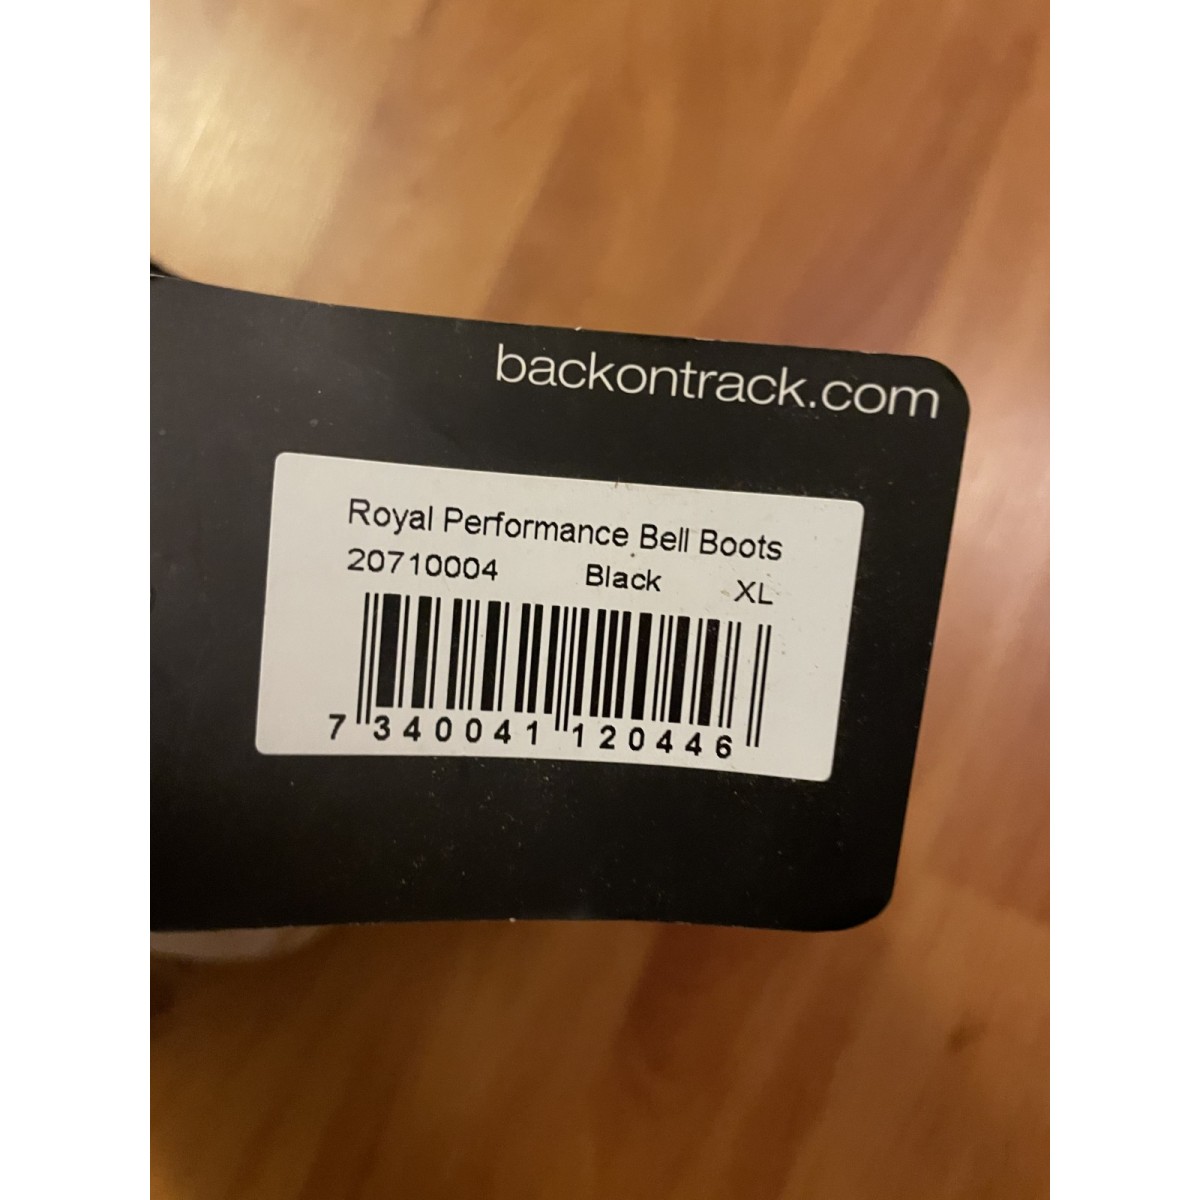 backontrack.com
Royal Performance Bell Boots
20710004 Black XL
7 340041 120446